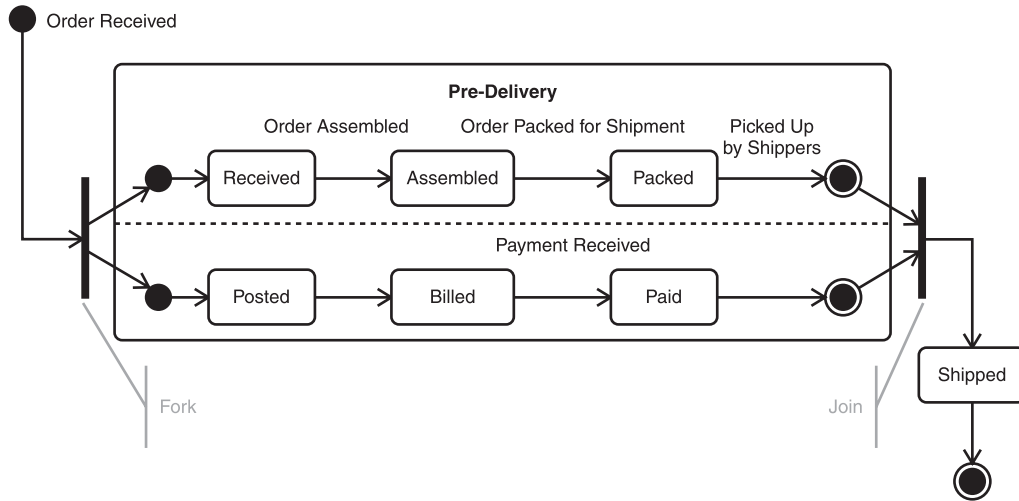 Order Received
Pre-Delivery
Order Assembled
Order Packed for Shipment
Picked Up
by Shippers
Received
Assembled
Packed
Payment Received
Posted
Billed
Paid
Shipped
Fork
Join